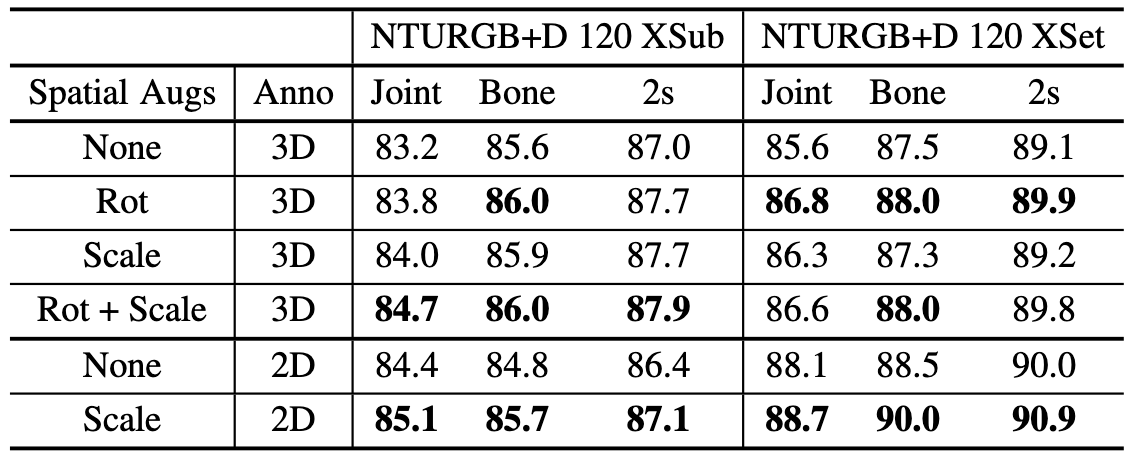 NTURGB+D 120 XSub NTURGB+D 120 XSet
Spatial Augs Anno Joint Bone 2s Joint Bone 2s
None 3D 83.2 85.6 87.0 85.6 87.5 89.1
Rot 3D 83.8 86.0 87.7 86.8 88.0 89.9
Scale 3D 84.0 85.9 87.7 86.3 87.3 89.2
Rot + Scale 3D 84.7 86.0 87.9 86.6 88.0 89.8
None 2D 84.4 84.8 86.4 88.1 88.5 90.0
Scale 2D 85.1 85.7 87.1 88.7 90.0 90.9